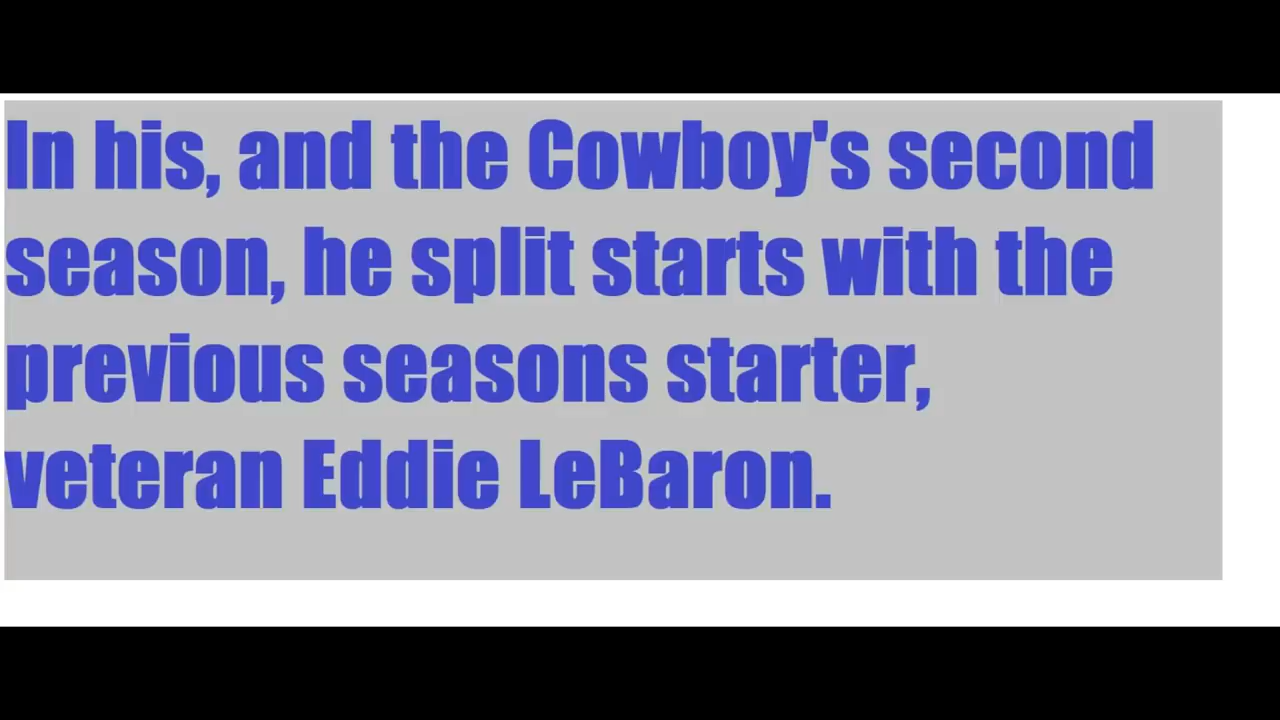 In his, and the Cowboy's second
season, he split starts with the
previous seasons starter,
veteran Eddie LeBaron.